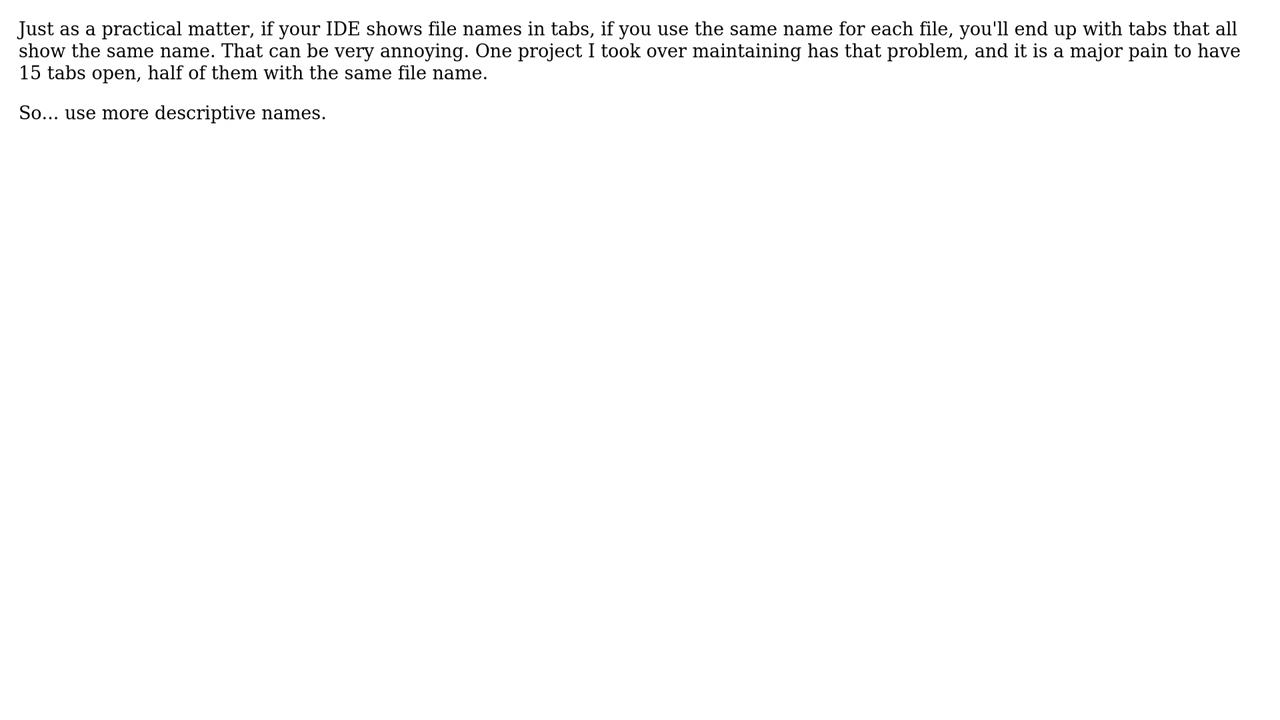 Just as a practical matter, if your IDE shows file names in tabs, if you use the same name for each file, you'll end up with tabs that all
show the same name. That can be very annoying. One project I took over maintaining has that problem, and it is a major pain to have
15 tabs open, half of them with the same file name.
So... use more descriptive names.